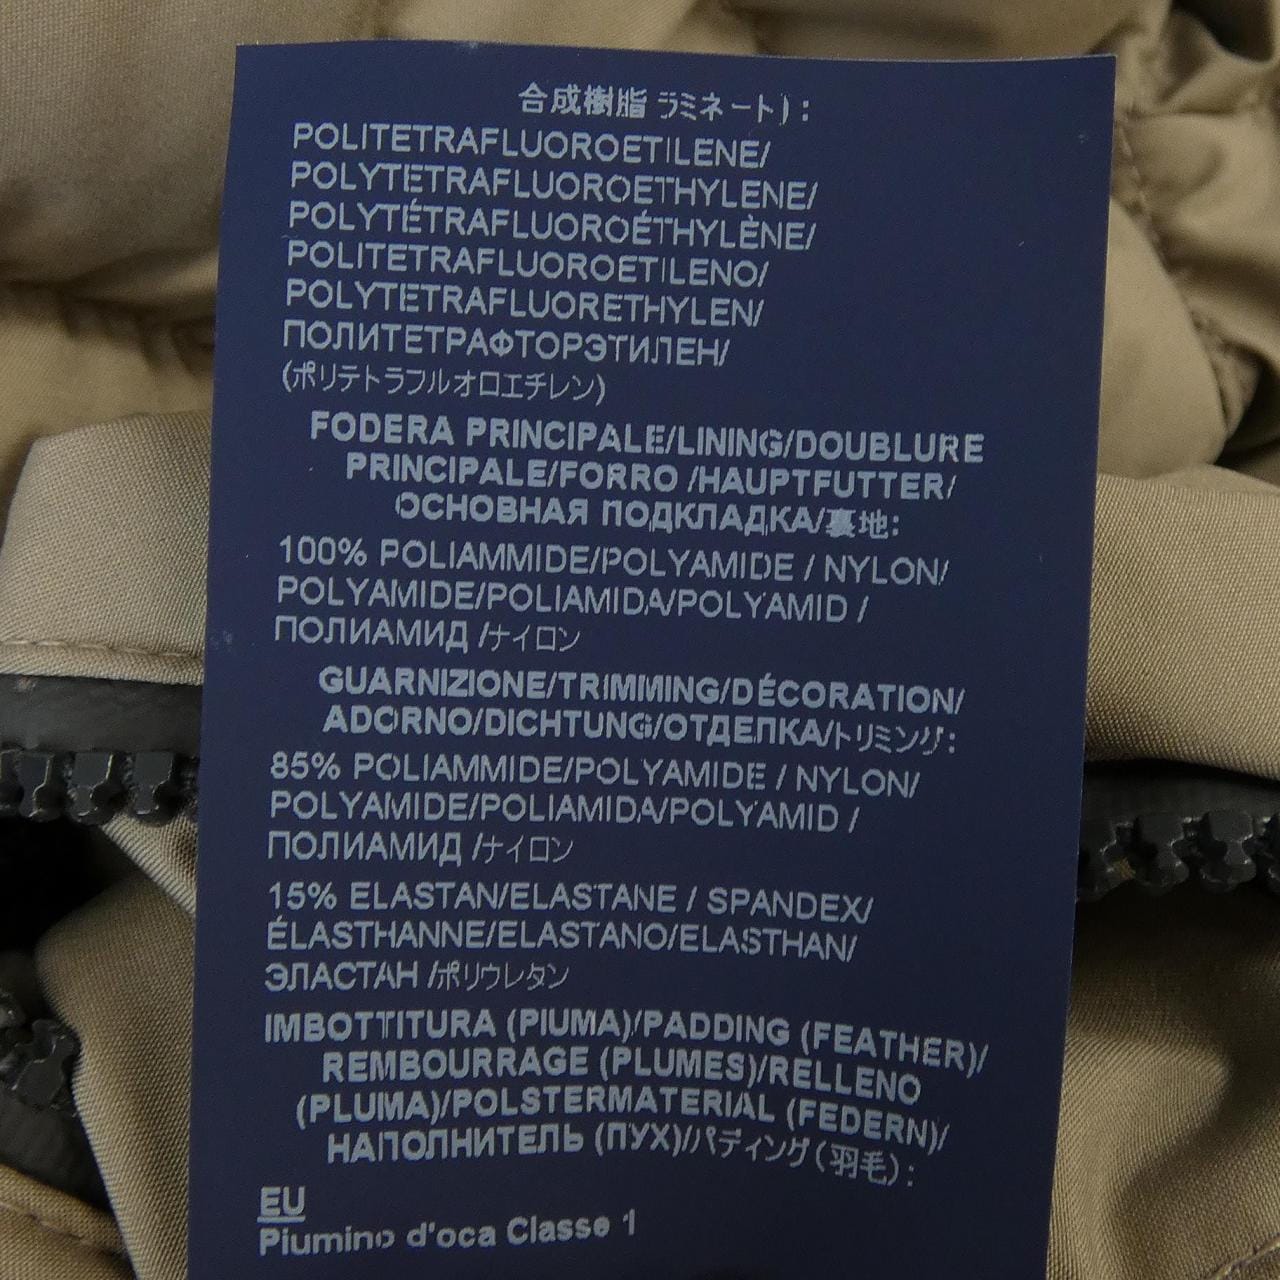 合成樹脂 ラミネート):
POLITETRAFLUOROETILENE/
POLYTETRAFLUOROETHYLENE/
POLYTÉTRAFLUOROÉTHYLÈNE/
POLITETRAFLUOROETILENO/
POLYTETRAFLUORETHYLEN/
ПОЛИТЕТРАФТОРЭТИЛЕН/
(ポリテトラフルオロエチレン)
FODERA PRINCIPALE/LINING/DOUBLURE
PRINCIPALE/FORRO /HAUPTFUTTER/
ОСНОВНАЯ ПОДКЛАДКА/裏地:
100% POLIAMMIDE/POLYAMIDE / NYLON/
POLYAMIDE/POLIAMIDA/POLYAMID /
ПОЛИАМИД /ナイロン
GUARNIZIONE/TRIMMING/DÉCORATION/
ADORNO/DICHTUNG/ОТДЕЛКА/トリミング:
85% POLIAMMIDE/POLYAMIDE / NYLON/
POLYAMIDE/POLIAMIDA/POLYAMID /
ПОЛИАМИД /ナイロン
15% ELASTAN/ELASTANE / SPANDEX/
ÉLASTHANNE/ELASTANO/ELASTHAN/
ЭЛАСТАН /ポリウレタン
IMBOTTITURA (PIUMA)/PADDING (FEATHER)/
REMBOURRAGE (PLUMES)/RELLENO
(PLUMA)/POLSTERMATERIAL (FEDERN)/
НАПОЛНИТЕЛЬ (ПУХ)/パディング(羽毛):
EU
Piumino d'oca Classe 1